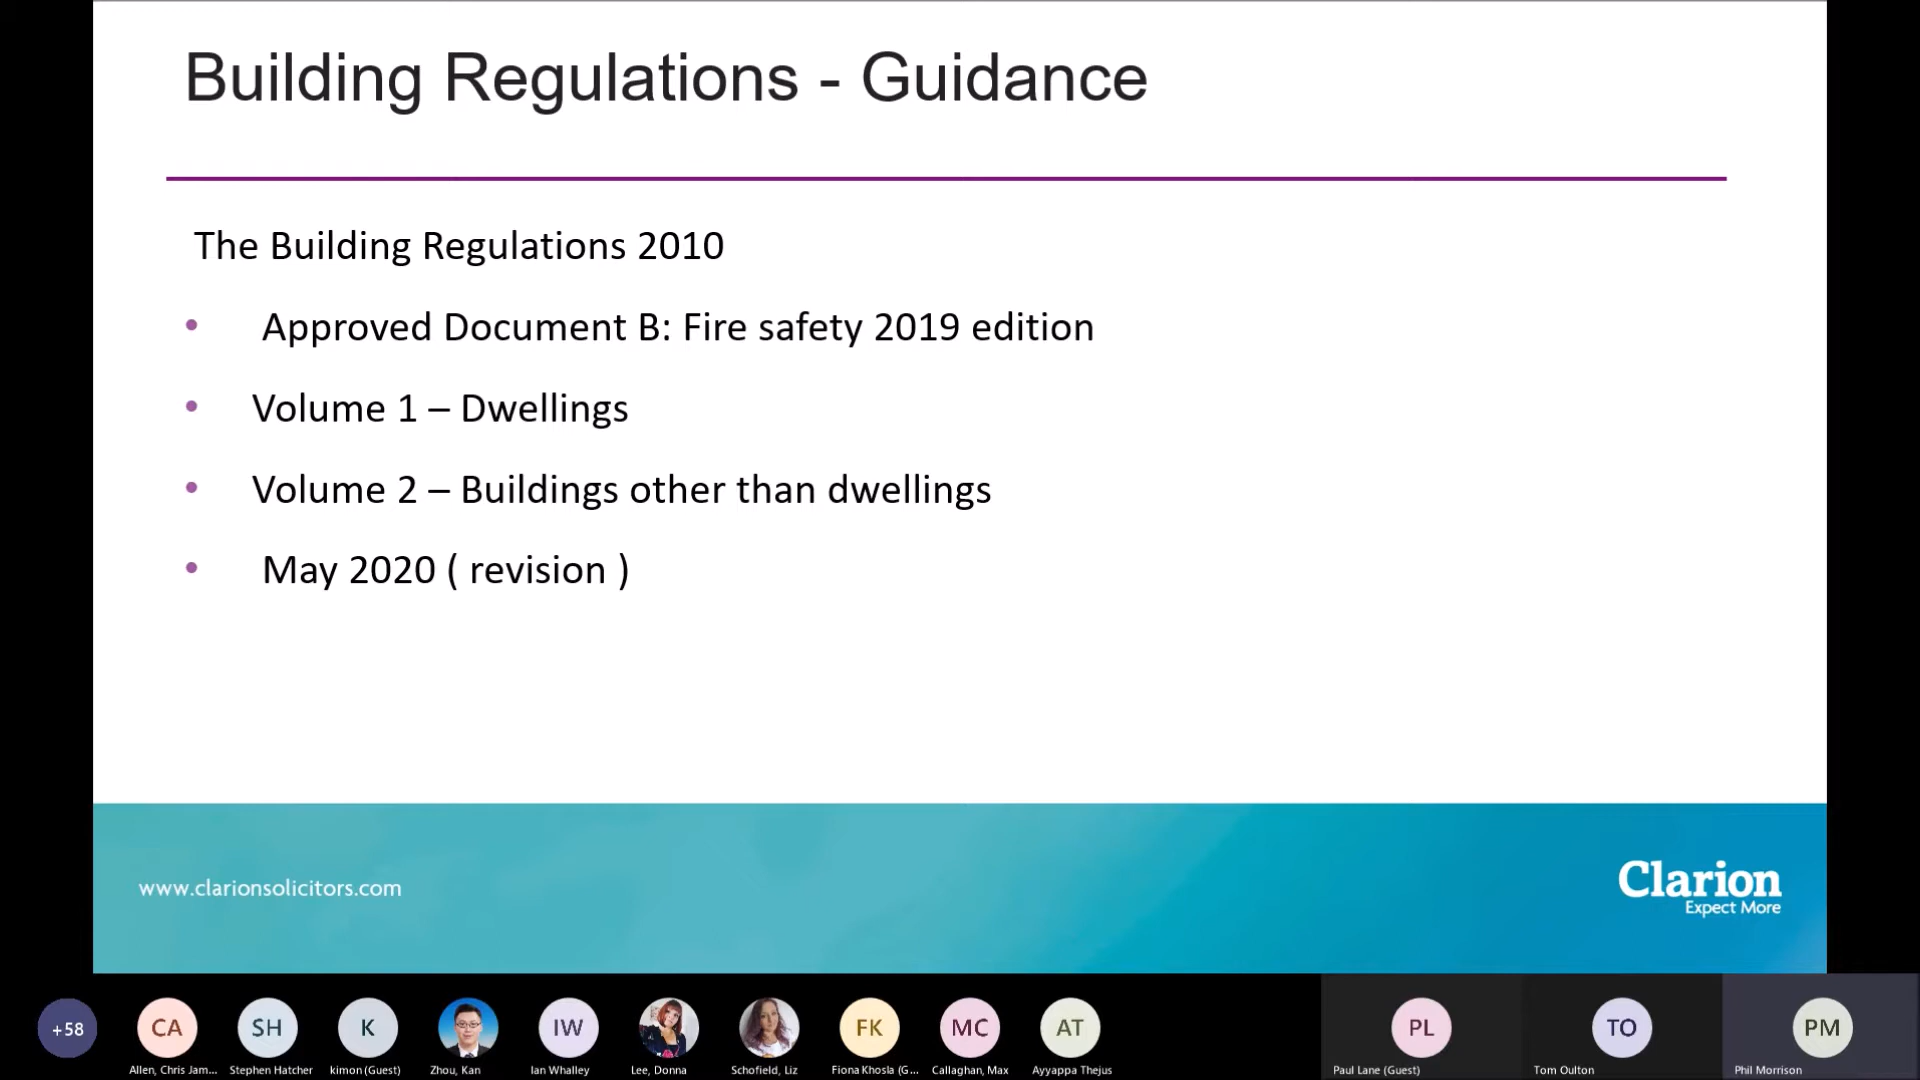 Building Regulations - Guidance
The Building Regulations 2010
• Approved Document B: Fire safety 2019 edition
• Volume 1 – Dwellings
• Volume 2 – Buildings other than dwellings
• May 2020 ( revision )
www.clarionsolicitors.com
Clarion
Expect More
+58
CA
SH
K
IW
FK
MC
AT
PL
TO
PM
Allen, Chris Jam...
Stephen Hatcher
kimon (Guest)
Zhou, Kan
Ian Whalley
Lee, Donna
Schofield, Liz
Fiona Khosla (G...
Callaghan, Max
Ayyappa Thejus
Paul Lane (Guest)
Tom Oulton
Phil Morrison